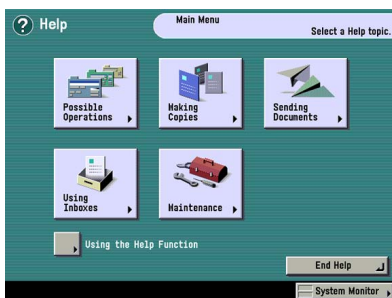 ? Help
Main Menu
Select a Help topic.
Possible
Operations
Making
Copies
Sending
Documents
Using
Inboxes
Maintenance
Using the Help Function
End Help
System Monitor